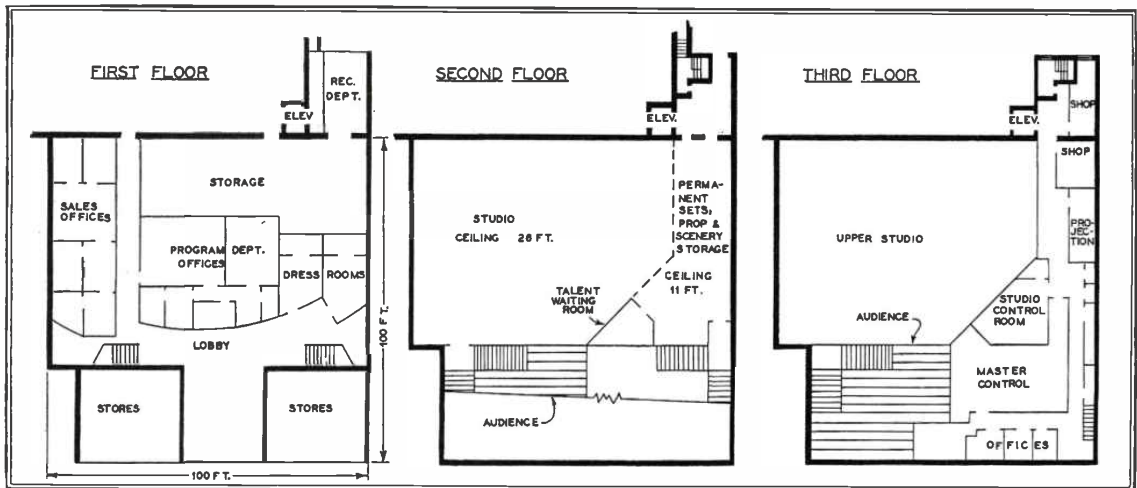 FIRST FLOOR
REC.
DEPT.
ELEV
STORAGE
SALES
OFFICES
PROGRAM
OFFICES
DEPT.
DRESS
ROOMS
LOBBY
STORES
STORES
100 FT.
100 FT.
SECOND FLOOR
ELEV.
STUDIO
CEILING 26 FT.
PERMA-
NENT
SETS,
PROP &
SCENERY
STORAGE
CEILING
11 FT.
TALENT
WAITING
ROOM
AUDIENCE
THIRD FLOOR
ELEV.
SHOP
SHOP
PRO-
JEC-
TION
UPPER STUDIO
STUDIO
CONTROL
ROOM
AUDIENCE
MASTER
CONTROL
OFFICES